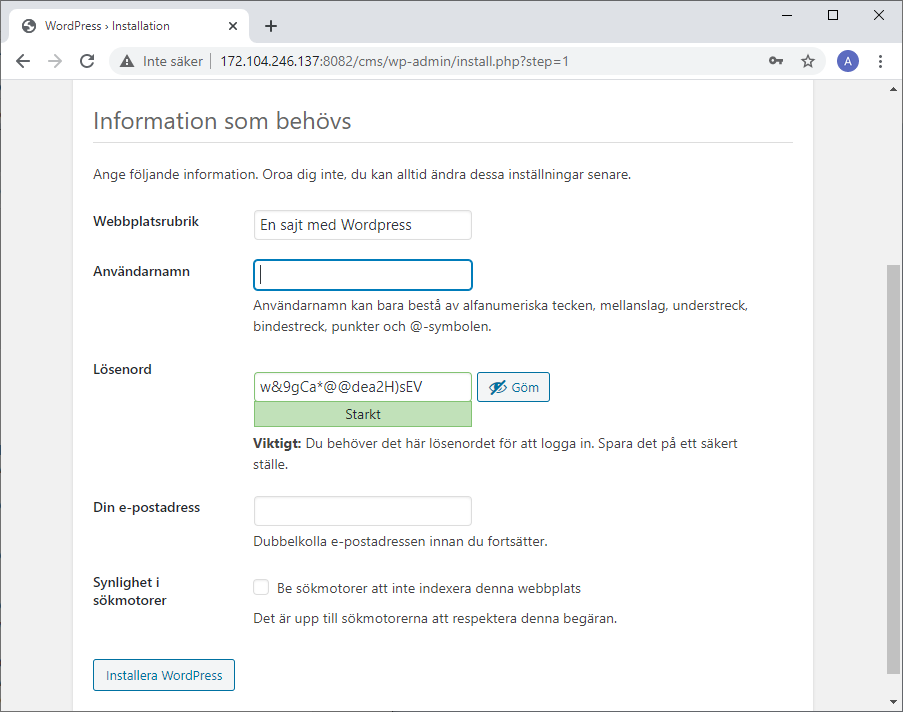 WordPress › Installation
Inte säker
172.104.246.137:8082/cms/wp-admin/install.php?step=1
A
Information som behövs
Ange följande information. Oroa dig inte, du kan alltid ändra dessa inställningar senare.
Webbplatsrubrik
En sajt med Wordpress
Användarnamn
Användarnamn kan bara bestå av alfanumeriska tecken, mellanslag, understreck,
bindestreck, punkter och @-symbolen.
Lösenord
w&9gCa*@@dea2H)sEV
Göm
Starkt
Viktigt: Du behöver det här lösenordet för att logga in. Spara det på ett säkert
ställe.
Din e-postadress
Dubbelkolla e-postadressen innan du fortsätter.
Synlighet i
sökmotorer
Be sökmotorer att inte indexera denna webbplats
Det är upp till sökmotorerna att respektera denna begäran.
Installera WordPress